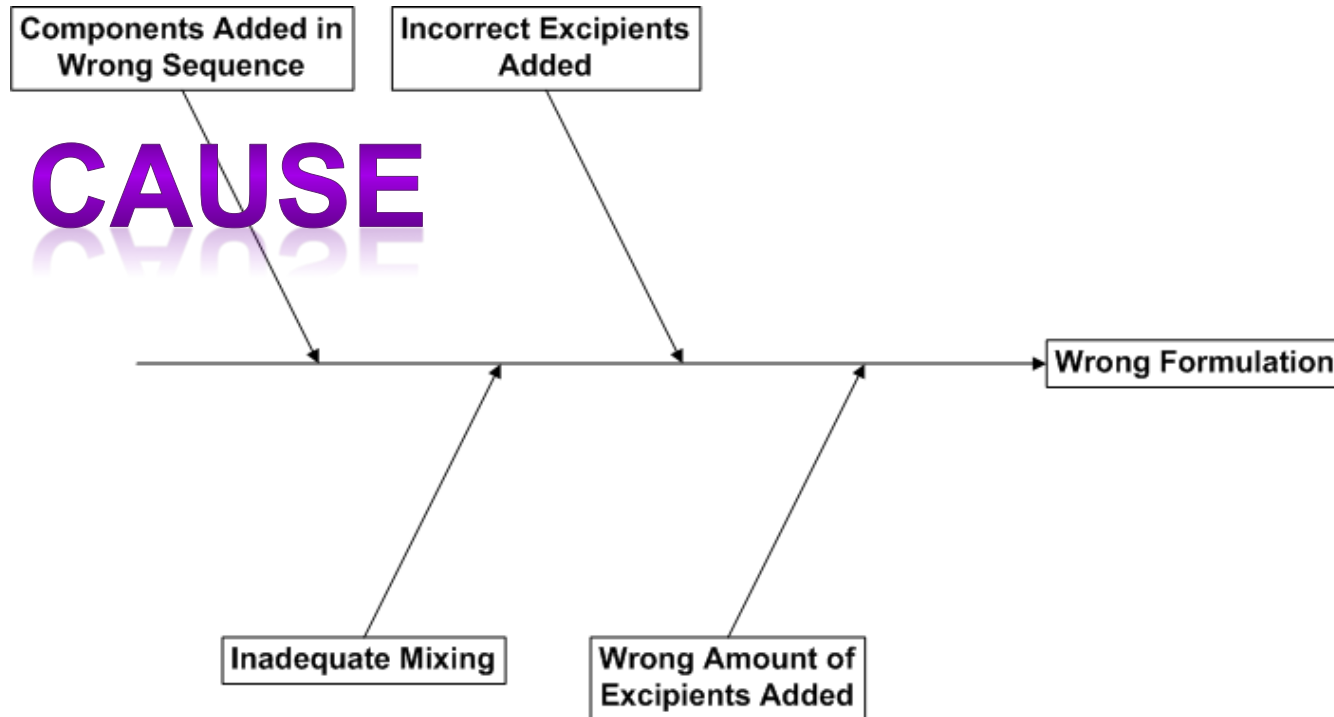 Components Added in
Wrong Sequence
Incorrect Excipients
Added
CAUSE
Wrong Formulation
Inadequate Mixing
Wrong Amount of
Excipients Added